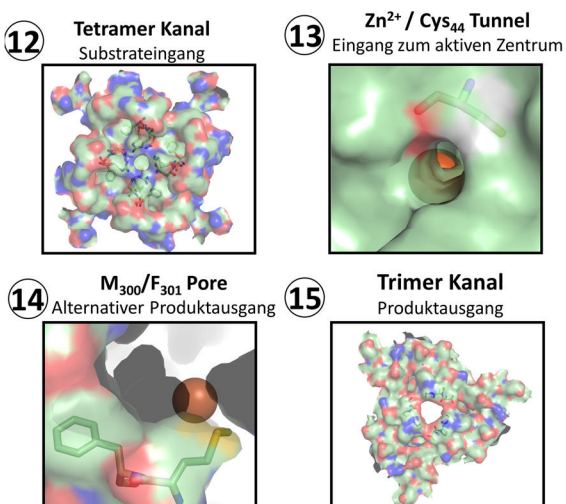 12
Tetramer Kanal
Substrateingang
13
Zn²⁺ / Cys₄₄ Tunnel
Eingang zum aktiven Zentrum
14
M₃₀₀/F₃₀₁ Pore
Alternativer Produktausgang
15
Trimer Kanal
Produktausgang